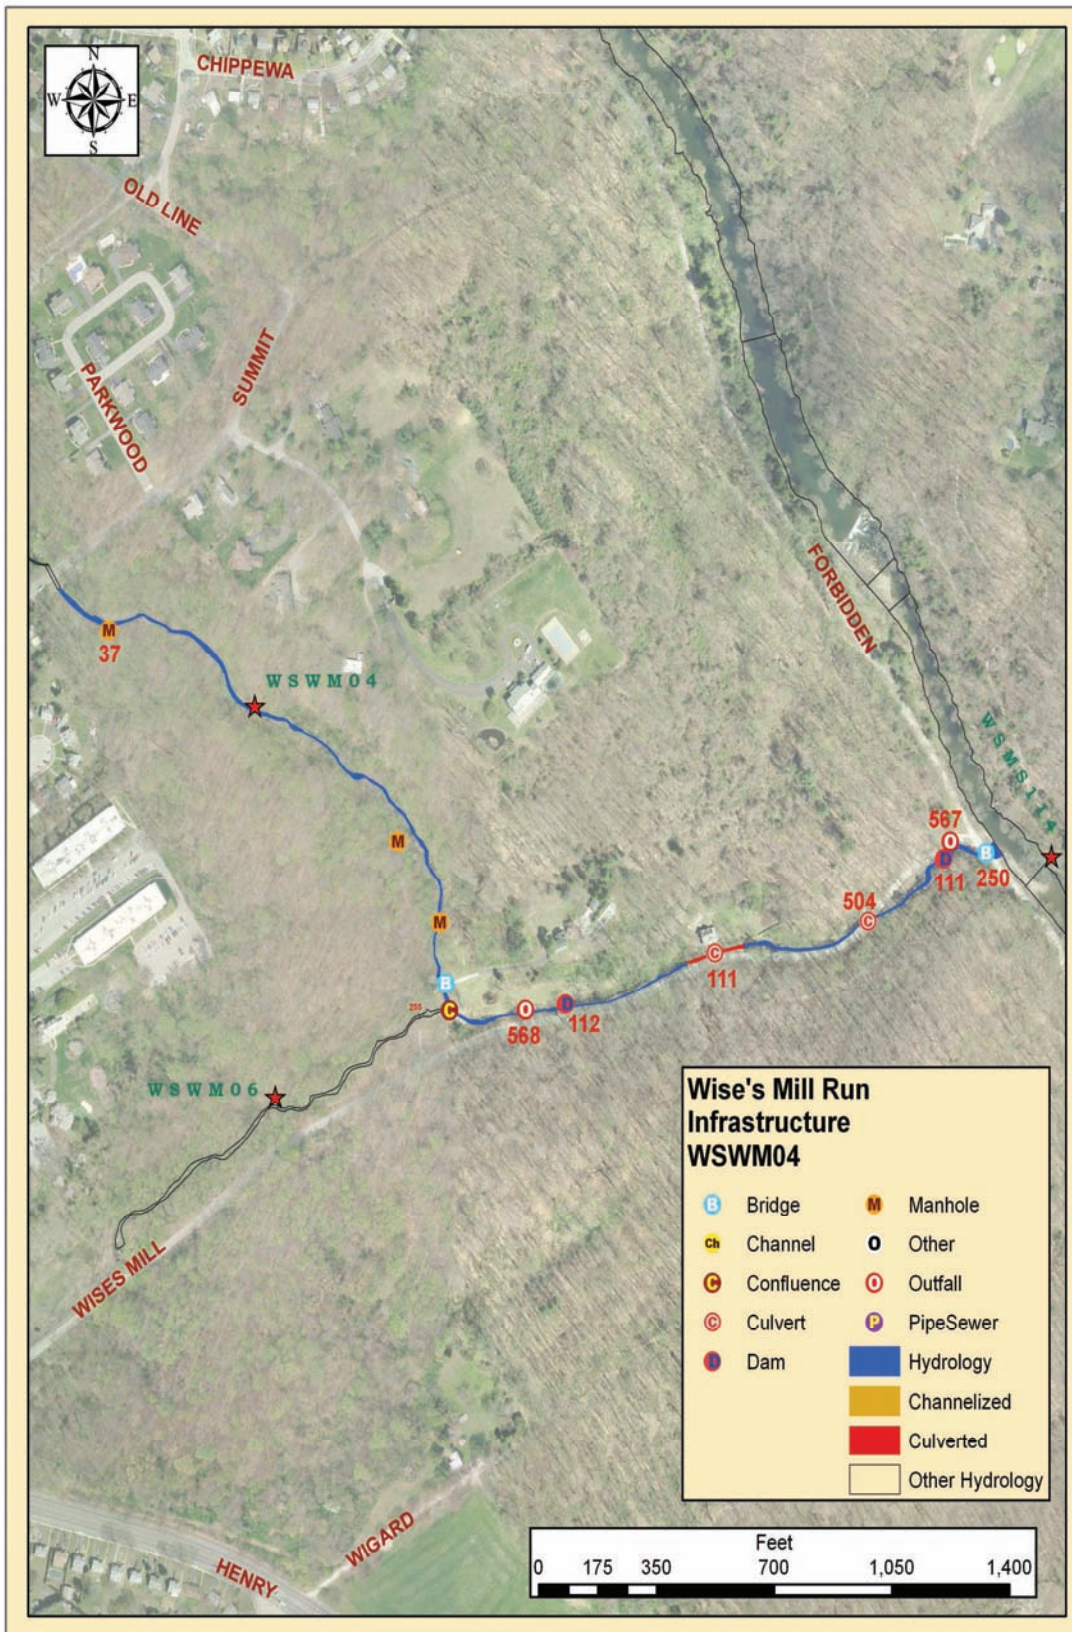 N
W E
S
CHIPPEWA
OLD LINE
SUMMIT
PARKWOOD
FORBIDDEN
M
37
WSWM04
WSMS114
M
567
O
B
D
250
111
504
C
M
C
111
B
255
C
O
D
568
112
WSWM06
WISES MILL
Wise's Mill Run
Infrastructure
WSWM04
B Bridge
M Manhole
Ch Channel
O Other
C Confluence
O Outfall
C Culvert
P PipeSewer
D Dam
Hydrology
Channelized
Culverted
Other Hydrology
WIGARD
HENRY
Feet
0 175 350 700 1,050 1,400